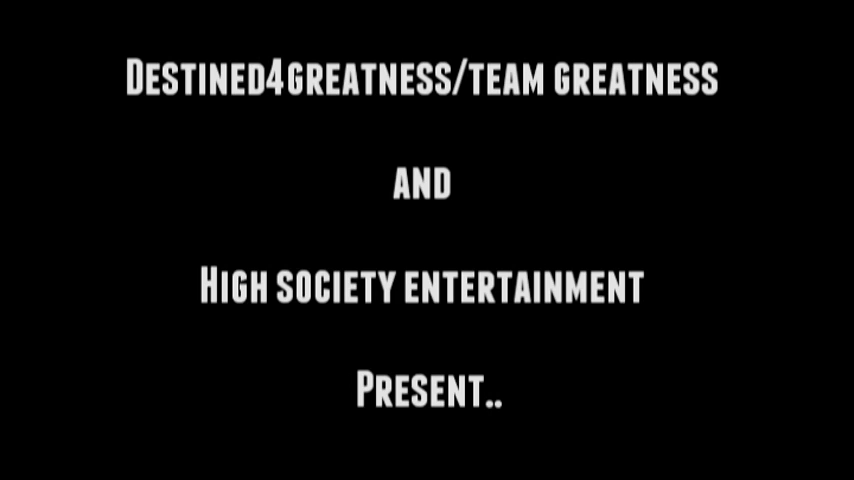 Destined4greatness/team greatness
and
High society entertainment
Present..